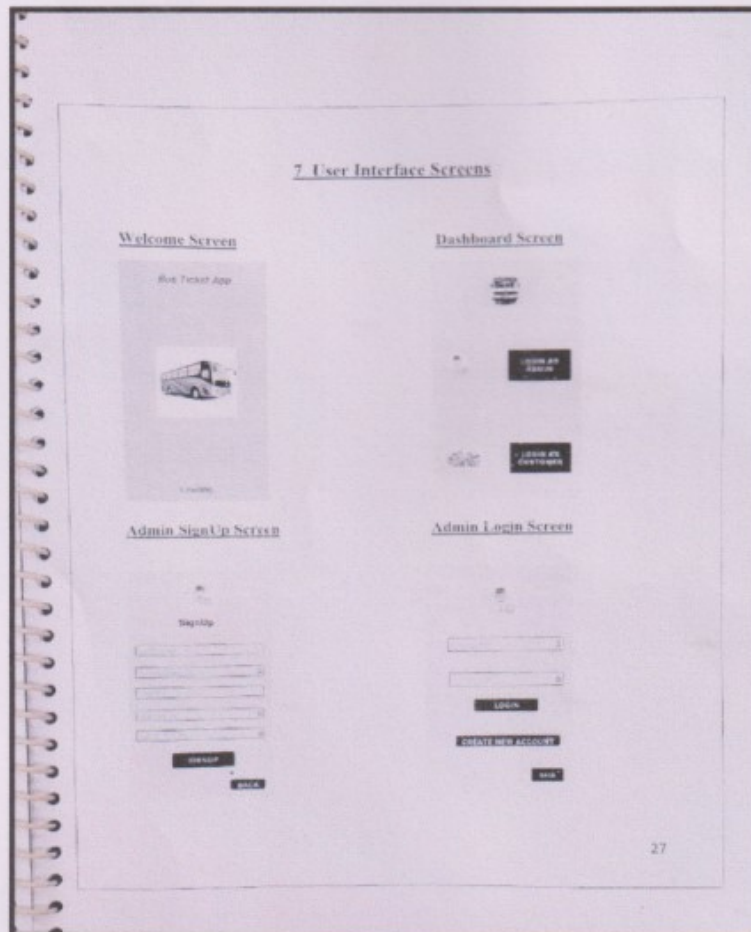 7 User Interface Screens
Welcome Screen
Dashboard Screen
Bus Ticket App
LOGIN AS
ADMIN
LOGIN AS
CUSTOMER
Admin SignUp Screen
Admin Login Screen
SignUp
SIGNUP
BACK
LOGIN
CREATE NEW ACCOUNT
27